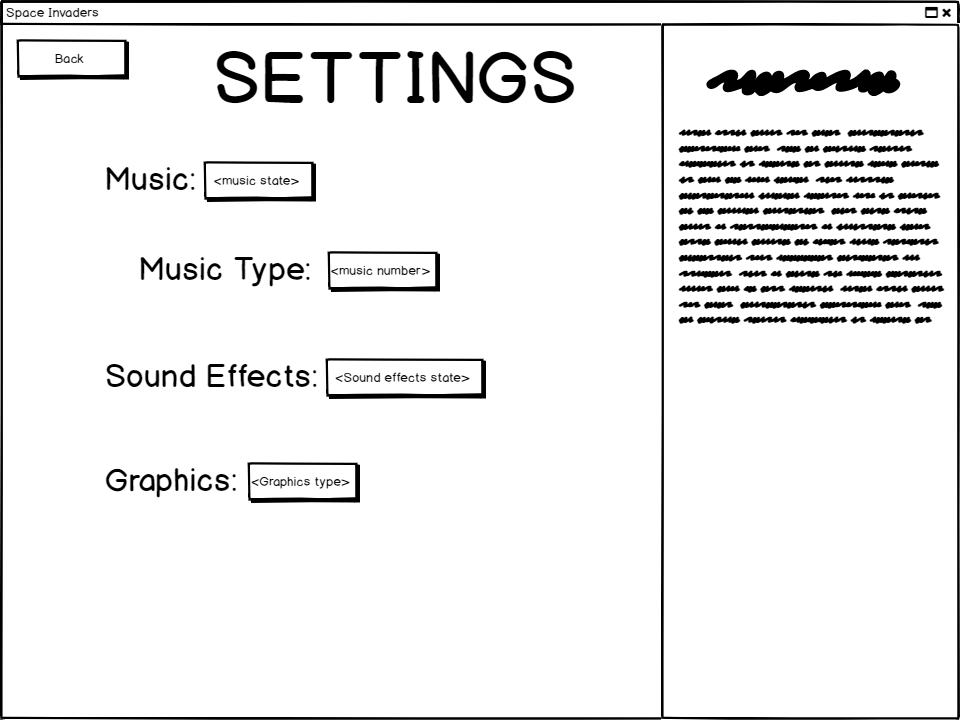 Space Invaders
Back
SETTINGS
Music: <music state>
Music Type: <music number>
Sound Effects: <Sound effects state>
Graphics: <Graphics type>